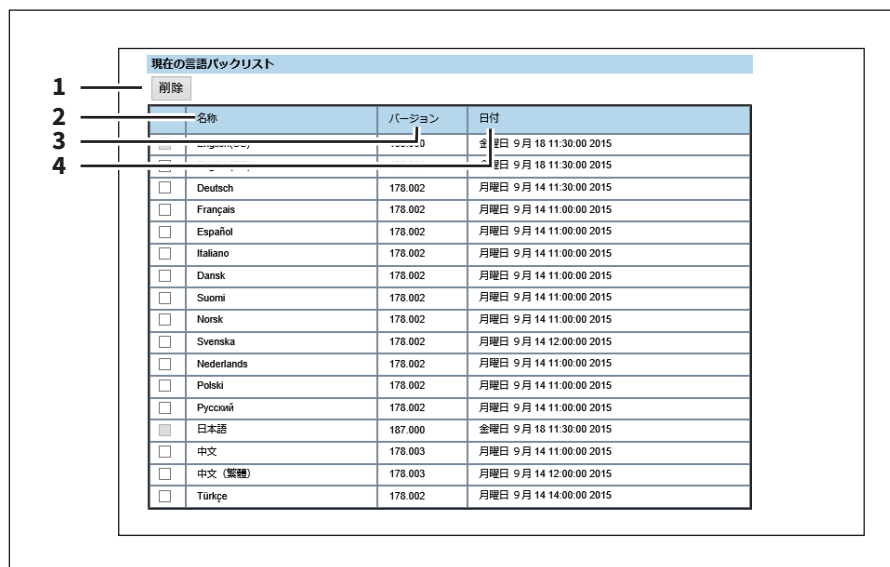 現在の言語パックリスト
1 削除
2 名称 バージョン 日付
3
4
金曜日 9月 18 11:30:00 2015
曜日 9月 18 11:30:00 2015
Deutsch 178.002 月曜日 9月 14 11:30:00 2015
Français 178.002 月曜日 9月 14 11:00:00 2015
Español 178.002 月曜日 9月 14 11:00:00 2015
Italiano 178.002 月曜日 9月 14 11:00:00 2015
Dansk 178.002 月曜日 9月 14 11:00:00 2015
Suomi 178.002 月曜日 9月 14 11:00:00 2015
Norsk 178.002 月曜日 9月 14 11:00:00 2015
Svenska 178.002 月曜日 9月 14 12:00:00 2015
Nederlands 178.002 月曜日 9月 14 11:00:00 2015
Polski 178.002 月曜日 9月 14 11:00:00 2015
Русский 178.002 月曜日 9月 14 11:00:00 2015
日本語 187.000 金曜日 9月 18 11:30:00 2015
中文 178.003 月曜日 9月 14 11:00:00 2015
中文（繁體） 178.003 月曜日 9月 14 12:00:00 2015
Türkçe 178.002 月曜日 9月 14 14:00:00 2015